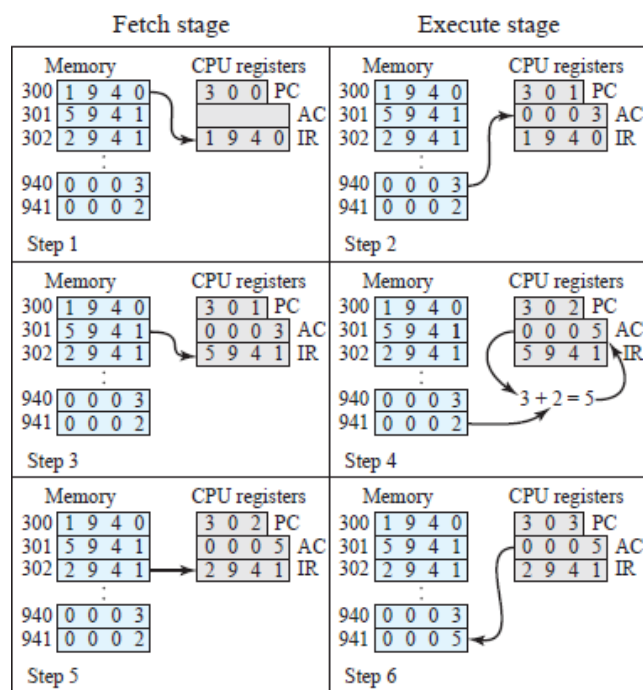 Fetch stage Execute stage
Memory CPU registers Memory CPU registers
300 1 9 4 0 3 0 0 PC 300 1 9 4 0 3 0 1 PC
301 5 9 4 1 AC 301 5 9 4 1 0 0 0 3 AC
302 2 9 4 1 1 9 4 0 IR 302 2 9 4 1 1 9 4 0 IR
940 0 0 0 3 940 0 0 0 3
941 0 0 0 2 941 0 0 0 2
Step 1 Step 2
Memory CPU registers Memory CPU registers
300 1 9 4 0 3 0 1 PC 300 1 9 4 0 3 0 2 PC
301 5 9 4 1 0 0 0 3 AC 301 5 9 4 1 0 0 0 5 AC
302 2 9 4 1 5 9 4 1 IR 302 2 9 4 1 5 9 4 1 IR
940 0 0 0 3 940 0 0 0 3 3 + 2 = 5
941 0 0 0 2 941 0 0 0 2
Step 3 Step 4
Memory CPU registers Memory CPU registers
300 1 9 4 0 3 0 2 PC 300 1 9 4 0 3 0 3 PC
301 5 9 4 1 0 0 0 5 AC 301 5 9 4 1 0 0 0 5 AC
302 2 9 4 1 2 9 4 1 IR 302 2 9 4 1 2 9 4 1 IR
940 0 0 0 3 940 0 0 0 3
941 0 0 0 2 941 0 0 0 5
Step 5 Step 6